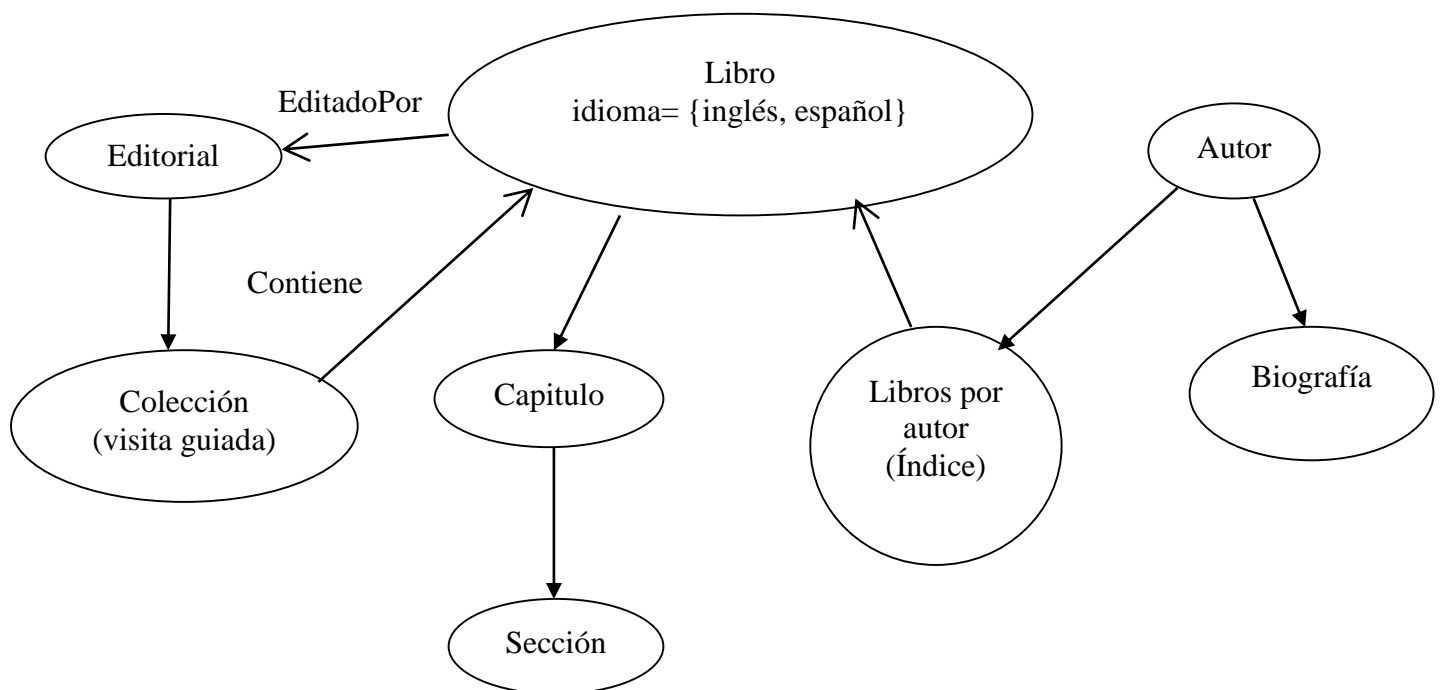 Libro
idioma= {inglés, español}
EditadoPor
Editorial
Autor
Contiene
Colección
(visita guiada)
Capitulo
Libros por
autor
(Índice)
Biografía
Sección